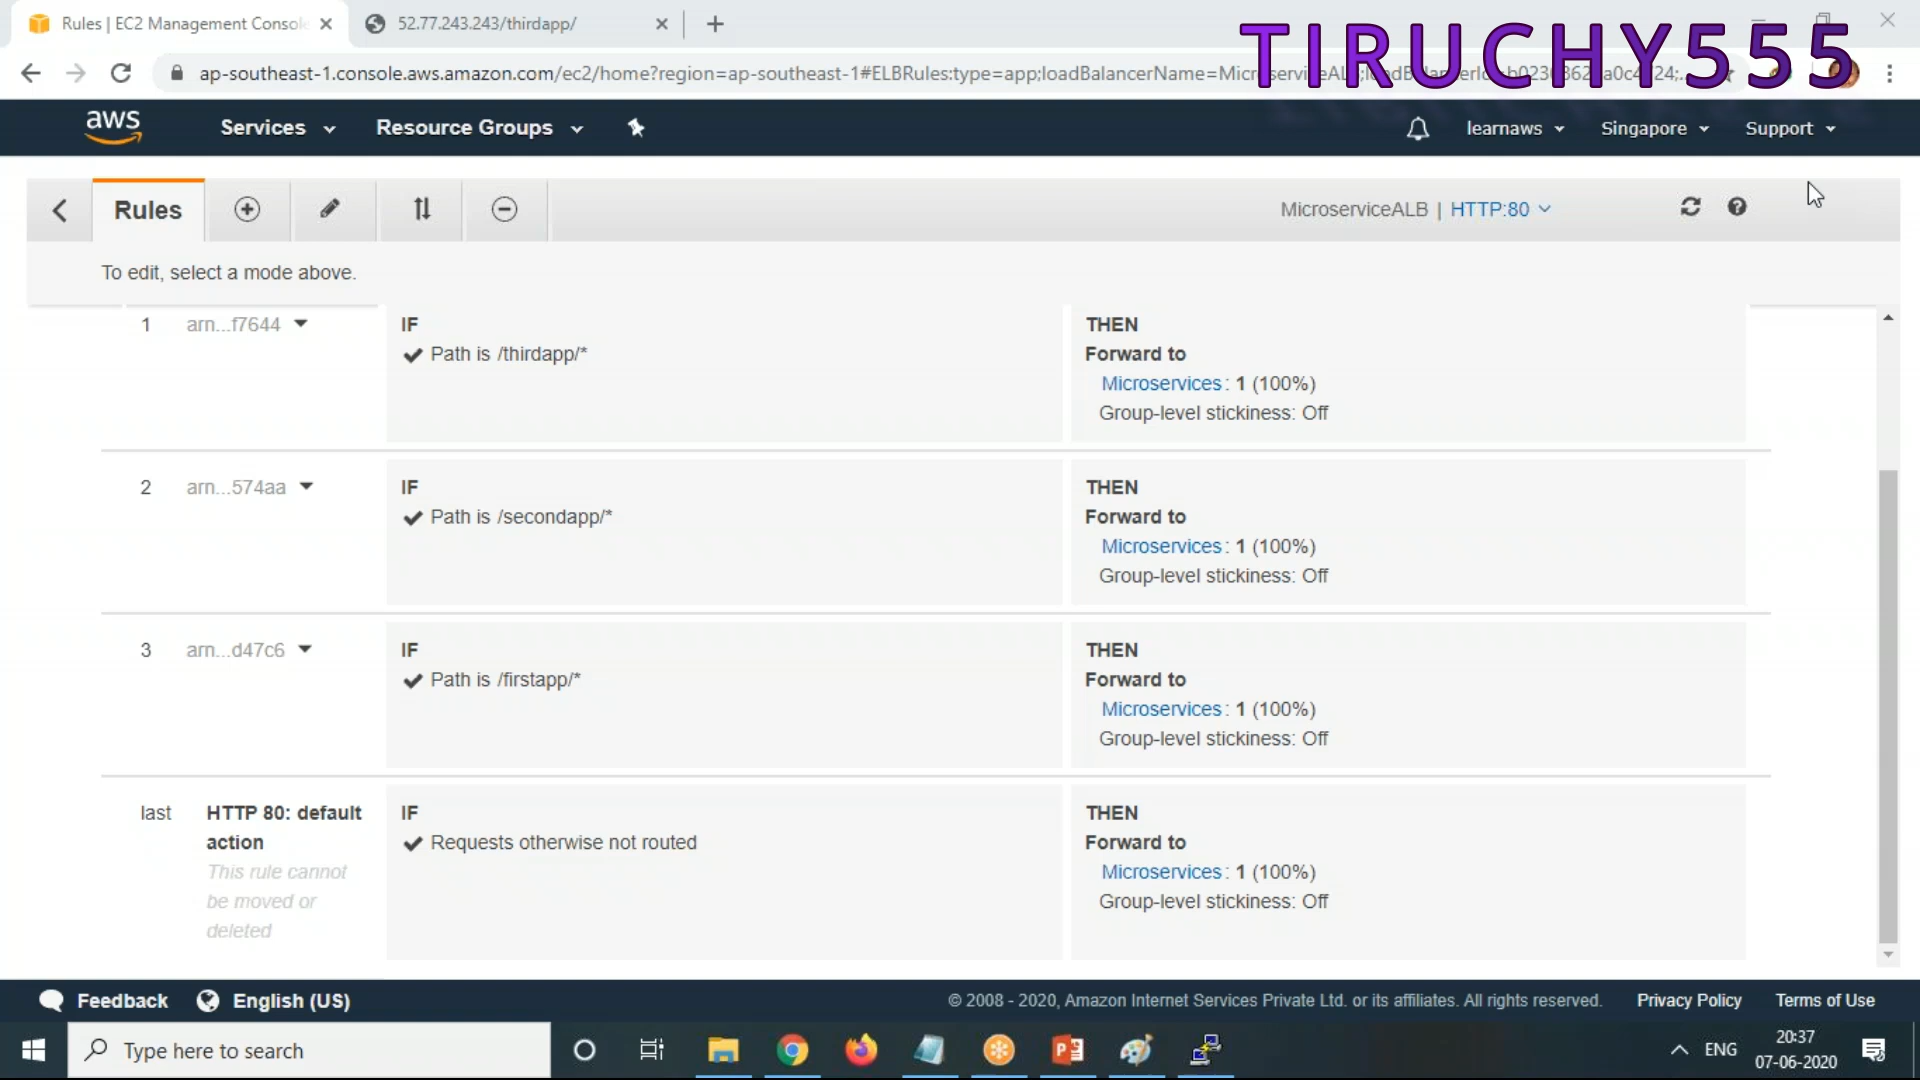 Rules | EC2 Management Console
52.77.243.243/thirdapp/
TIRUCHY555
ap-southeast-1.console.aws.amazon.com/ec2/home?region=ap-southeast-1#ELBRules:type=app;loadBalancerName=MicroserviceAL
aws
Services
Resource Groups
learnaws
Singapore
Support
Rules
MicroserviceALB | HTTP:80
To edit, select a mode above.
1
arn...f7644
IF
Path is /thirdapp/*
THEN
Forward to
Microservices: 1 (100%)
Group-level stickiness: Off
2
arn...574aa
IF
Path is /secondapp/*
THEN
Forward to
Microservices: 1 (100%)
Group-level stickiness: Off
3
arn...d47c6
IF
Path is /firstapp/*
THEN
Forward to
Microservices: 1 (100%)
Group-level stickiness: Off
last
HTTP 80: default
action
This rule cannot
be moved or
deleted
IF
Requests otherwise not routed
THEN
Forward to
Microservices: 1 (100%)
Group-level stickiness: Off
Feedback
English (US)
© 2008 - 2020, Amazon Internet Services Private Ltd. or its affiliates. All rights reserved.
Privacy Policy
Terms of Use
Type here to search
ENG
20:37
07-06-2020